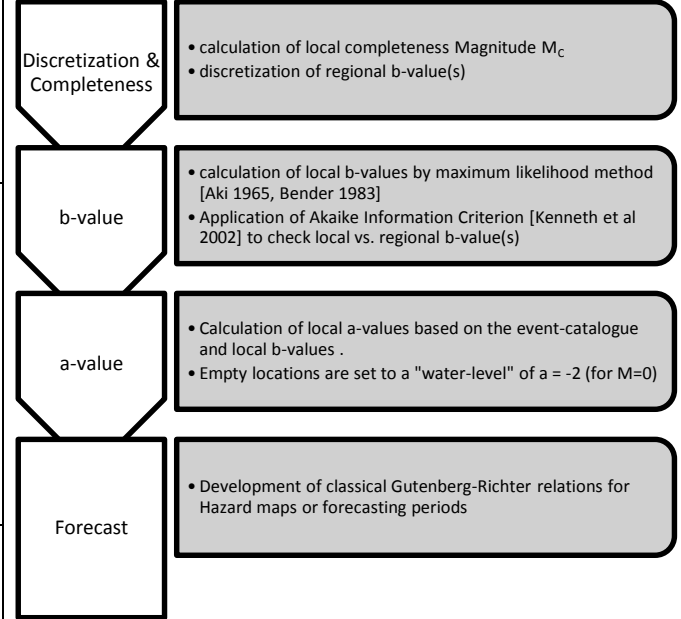 Discretization &
Completeness
• calculation of local completeness Magnitude M_C
• discretization of regional b-value(s)
b-value
• calculation of local b-values by maximum likelihood method
[Aki 1965, Bender 1983]
• Application of Akaike Information Criterion [Kenneth et al
2002] to check local vs. regional b-value(s)
a-value
• Calculation of local a-values based on the event-catalogue
and local b-values .
• Empty locations are set to a "water-level" of a = -2 (for M=0)
Forecast
• Development of classical Gutenberg-Richter relations for
Hazard maps or forecasting periods